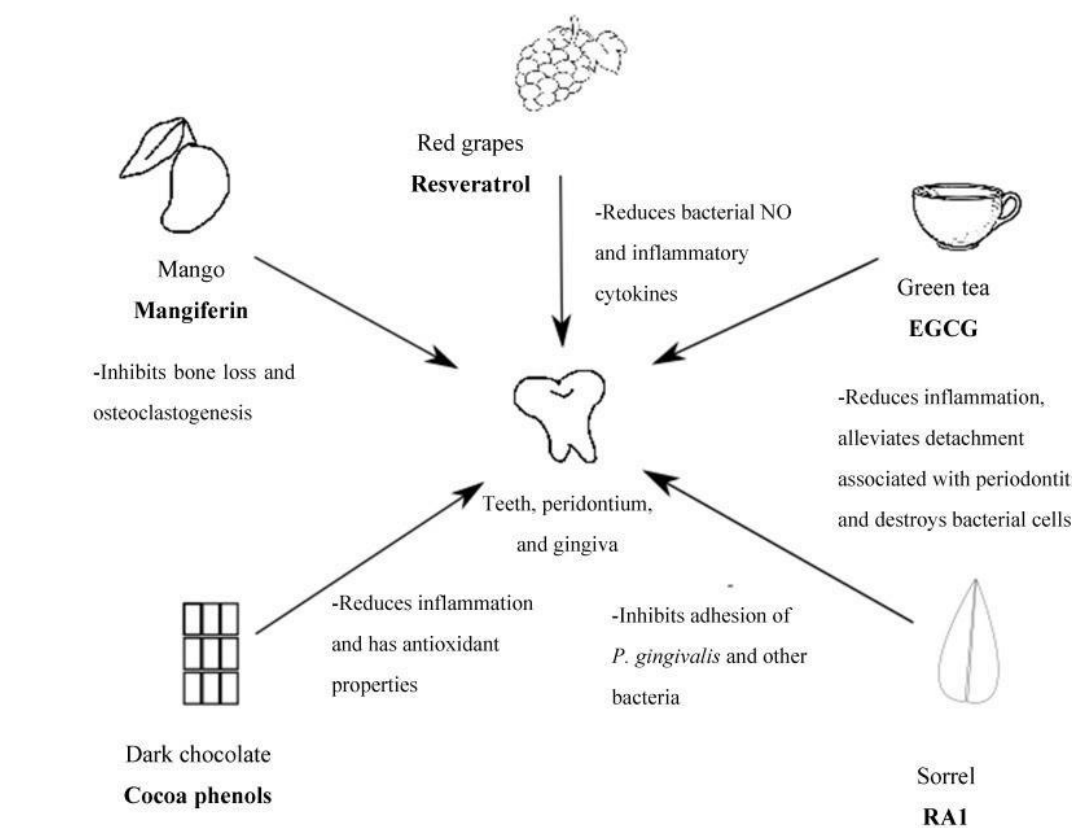 Red grapes
Resveratrol
-Reduces bacterial NO
and inflammatory
cytokines
Mango
Mangiferin
-Inhibits bone loss and
osteoclastogenesis
Green tea
EGCG
-Reduces inflammation,
alleviates detachment
associated with periodontit
and destroys bacterial cells
Teeth, peridontium,
and gingiva
-Reduces inflammation
and has antioxidant
properties
-
-Inhibits adhesion of
P. gingivalis and other
bacteria
Dark chocolate
Cocoa phenols
Sorrel
RA1